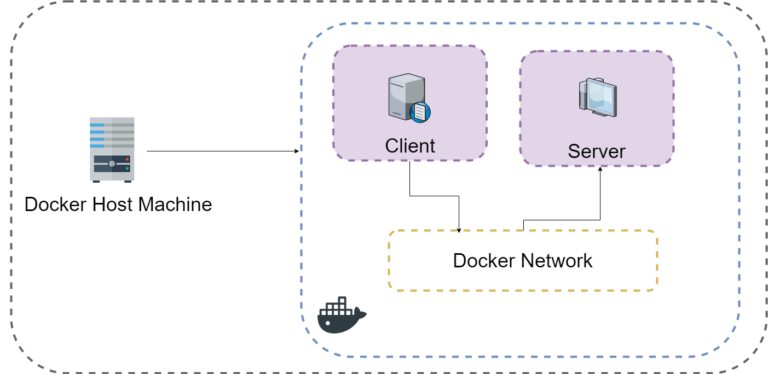 Client
Server
Docker Host Machine
Docker Network